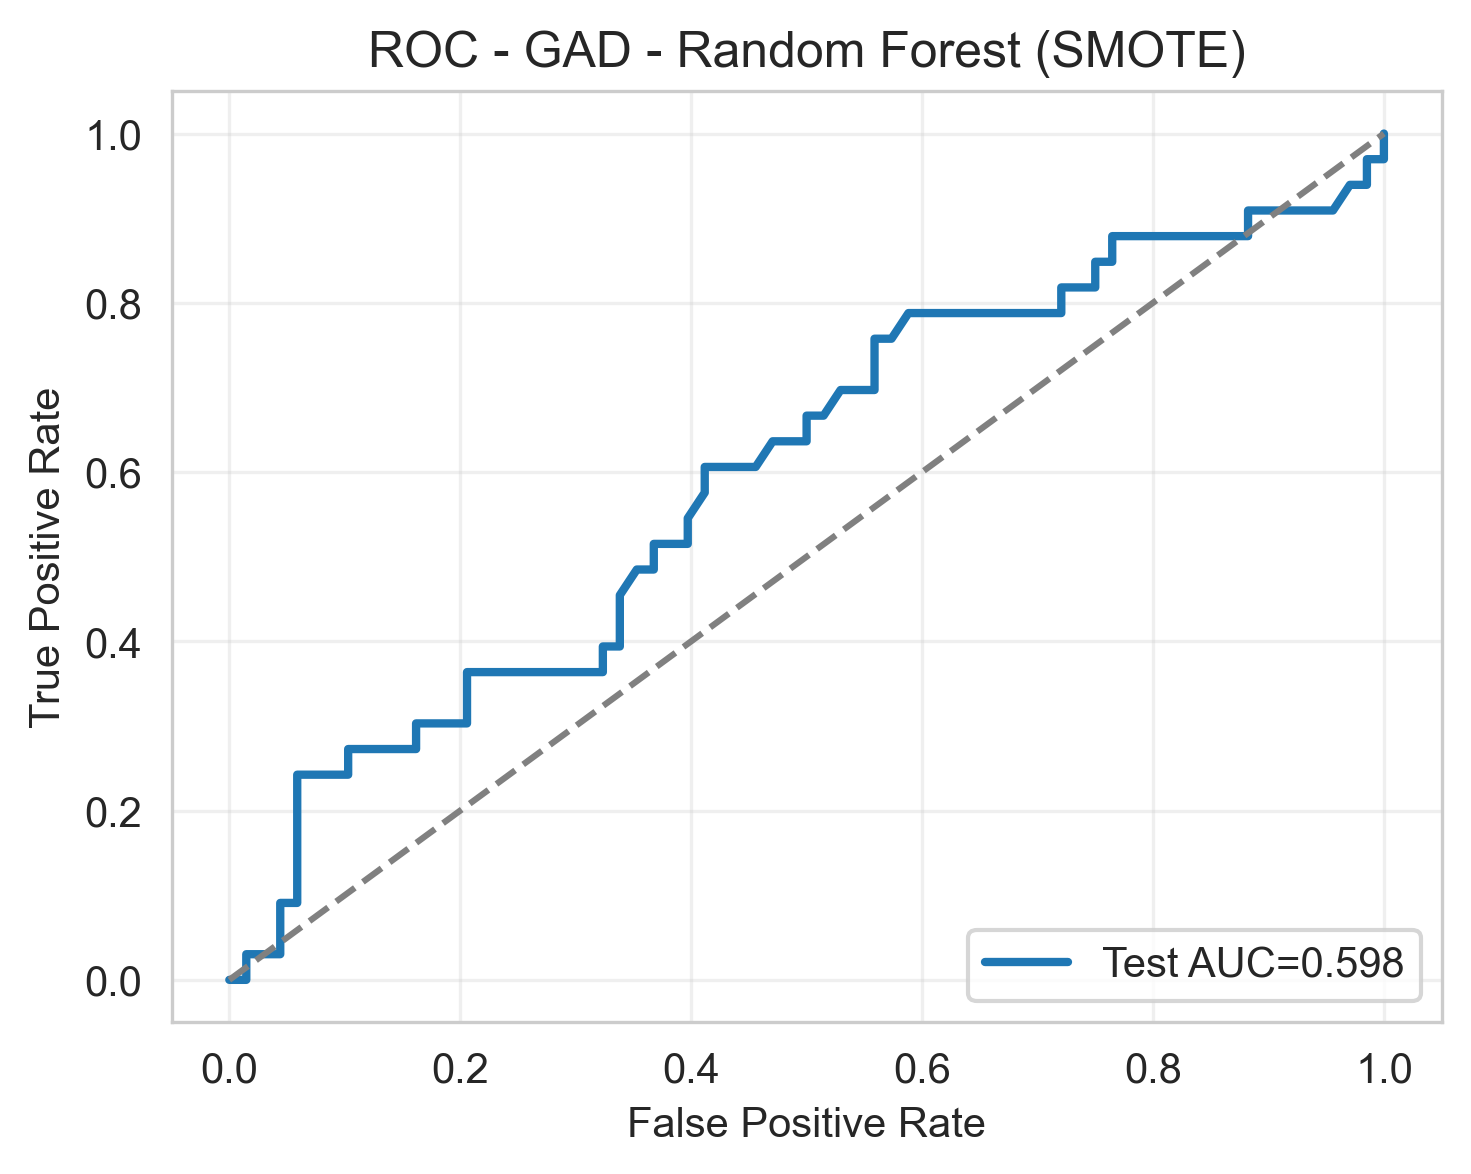 ROC - GAD - Random Forest (SMOTE)
True Positive Rate
1.0
0.8
0.6
0.4
0.2
0.0
Test AUC=0.598
0.0 0.2 0.4 0.6 0.8 1.0
False Positive Rate